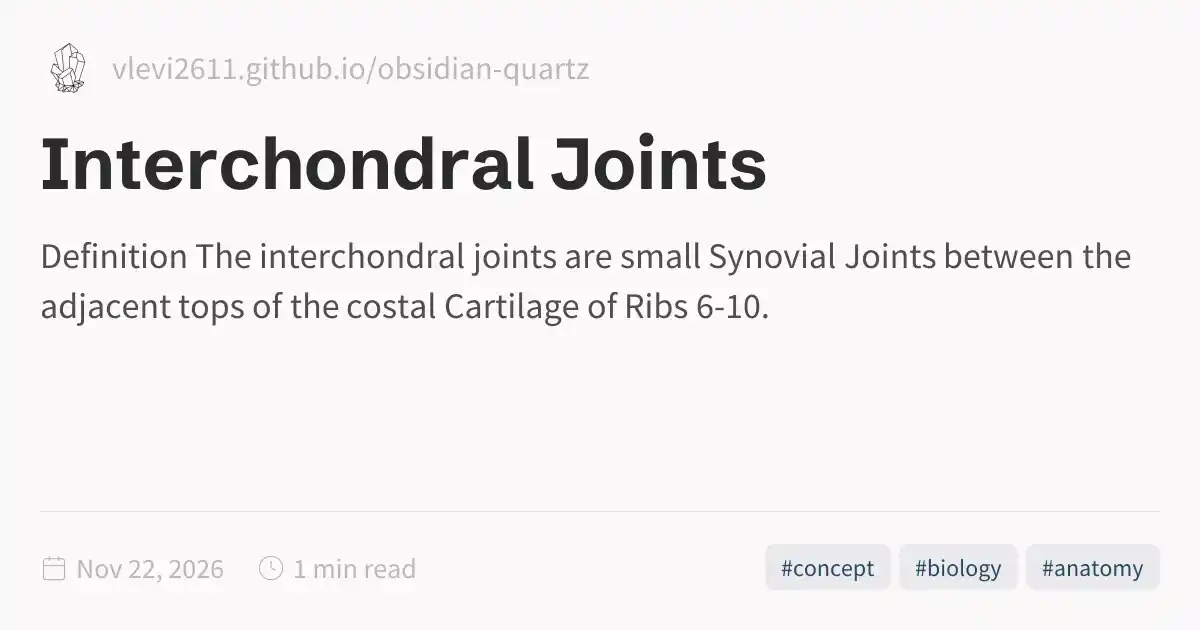 vlevi2611.github.io/obsidian-quartz
Interchondral Joints
Definition The interchondral joints are small Synovial Joints between the
adjacent tops of the costal Cartilage of Ribs 6-10.
Nov 22, 2026 1 min read #concept #biology #anatomy